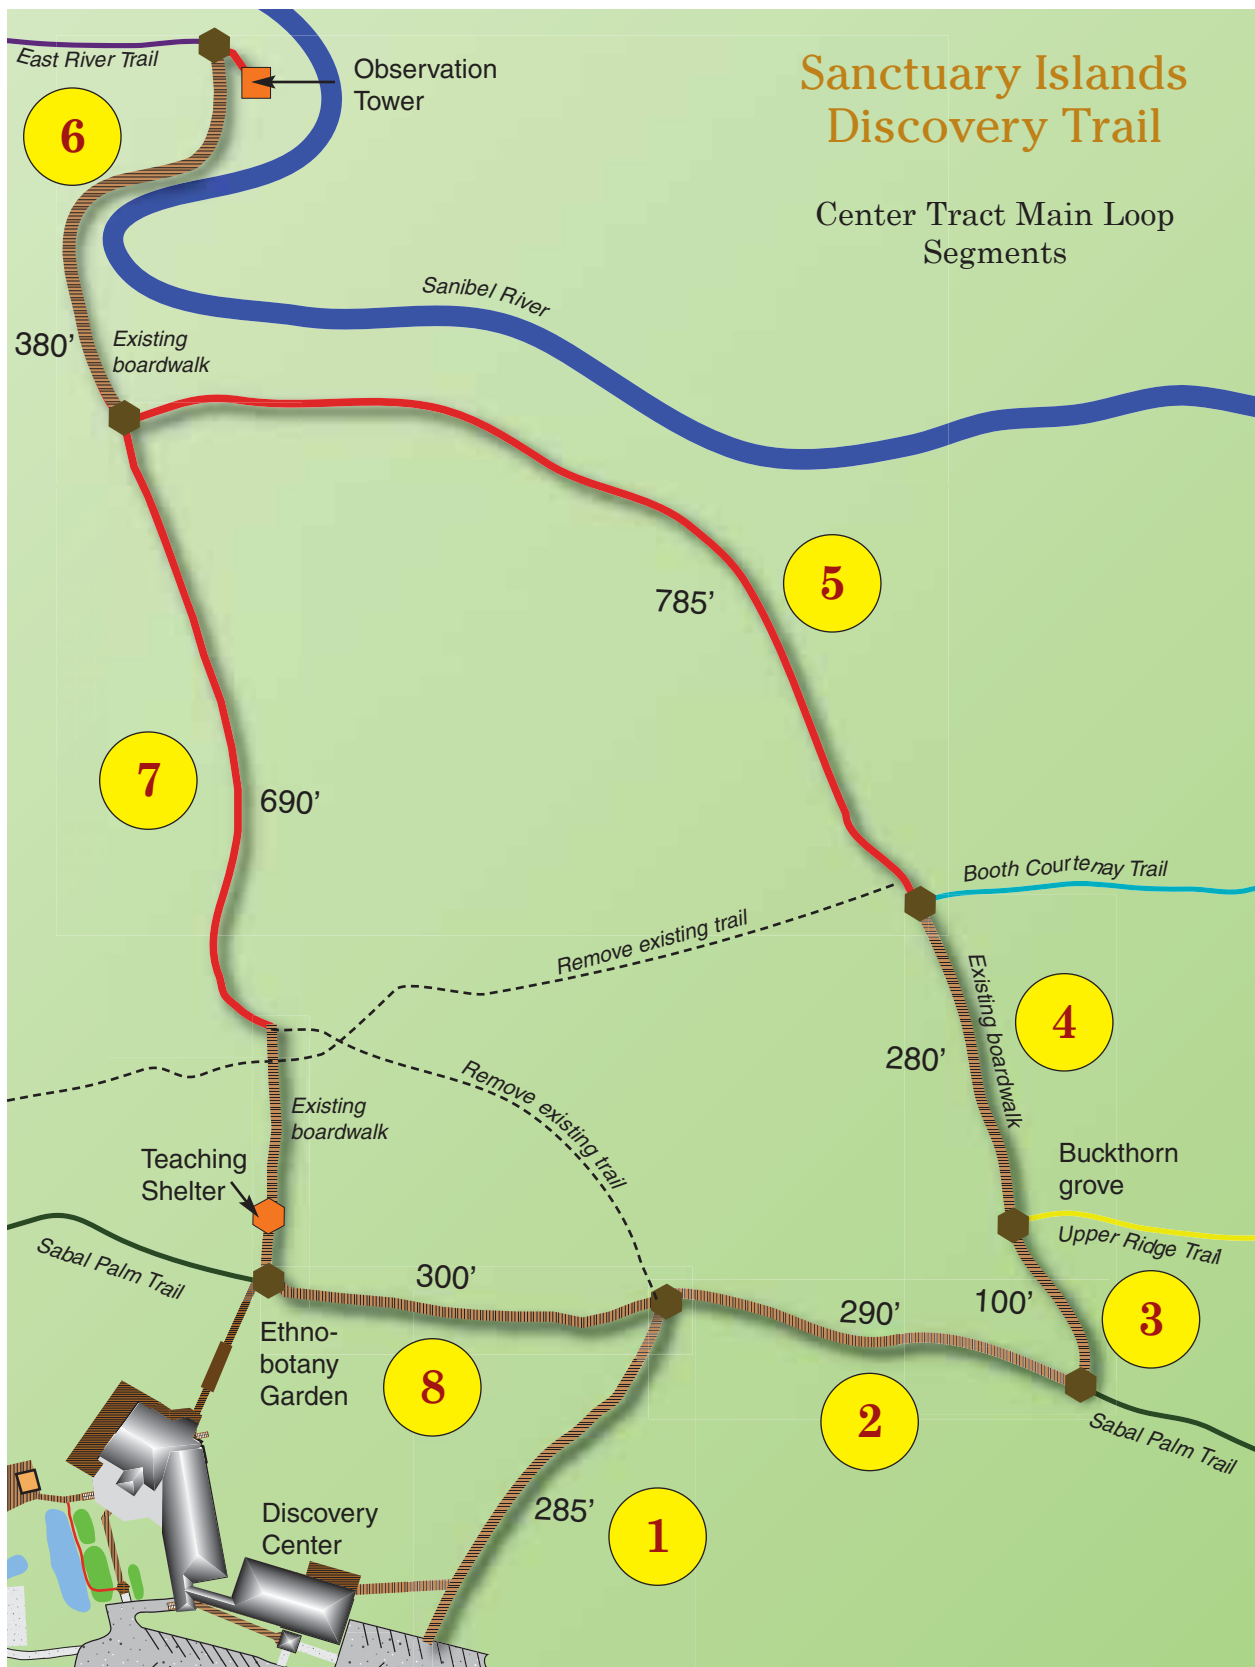 Sanctuary Islands
Discovery Trail
Center Tract Main Loop
Segments
East River Trail
Observation
Tower
6
Sanibel River
380’
Existing
boardwalk
5
785’
7
690’
Booth Courtenay Trail
Remove existing trail
Existing boardwalk
4
280’
Remove existing trail
Existing
boardwalk
Teaching
Shelter
Buckthorn
grove
Upper Ridge Trail
Sabal Palm Trail
300’
290’
100’
3
Ethno-
botany
Garden
8
2
Sabal Palm Trail
285’
1
Discovery
Center